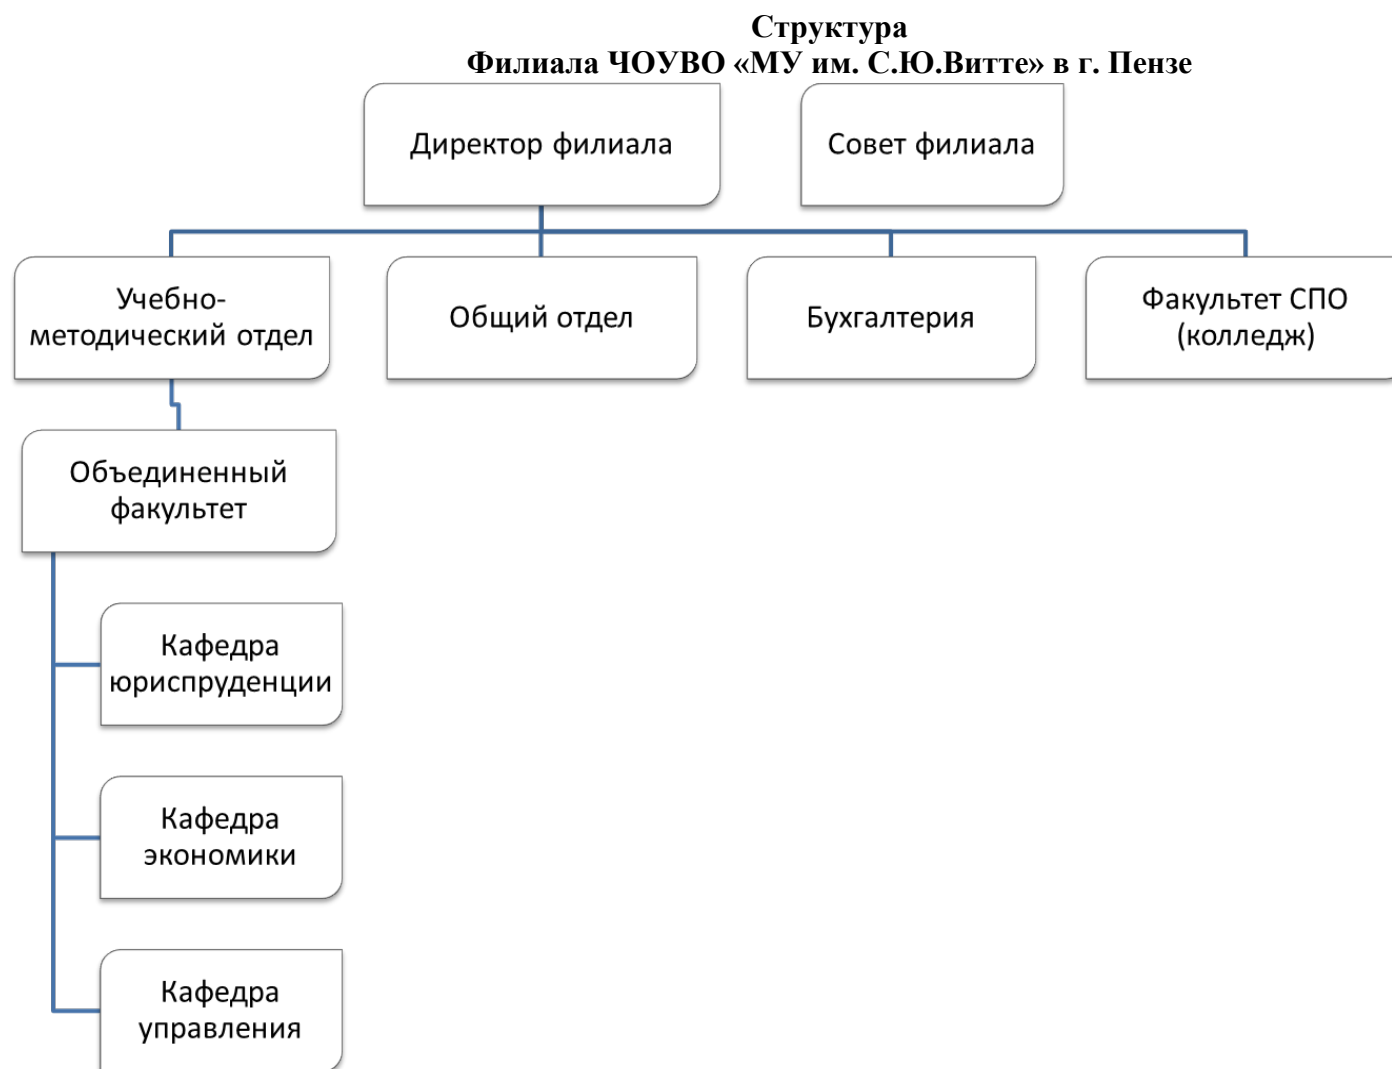 Структура
Филиала ЧОУВО «МУ им. С.Ю.Витте» в г. Пензе
Директор филиала
Совет филиала
Учебно-
методический отдел
Общий отдел
Бухгалтерия
Факультет СПО
(колледж)
Объединенный
факультет
Кафедра
юриспруденции
Кафедра
экономики
Кафедра
управления